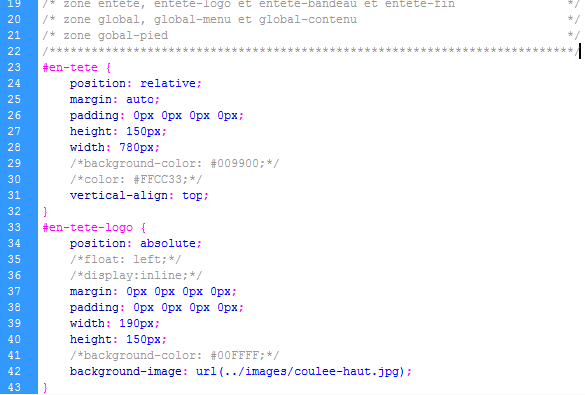 19 /* zone entete, entete-logo et entete-bandeau et entete-fin */
20 /* zone global, global-menu et global-contenu */
21 /* zone gobal-pied */
22 /***************************************************************************/
23 #en-tete {
24 position: relative;
25 margin: auto;
26 padding: 0px 0px 0px 0px;
27 height: 150px;
28 width: 780px;
29 /*background-color: #009900;*/
30 /*color: #FFCC33;*/
31 vertical-align: top;
32 }
33 #en-tete-logo {
34 position: absolute;
35 /*float: left;*/
36 /*display:inline;*/
37 margin: 0px 0px 0px 0px;
38 padding: 0px 0px 0px 0px;
39 width: 190px;
40 height: 150px;
41 /*background-color: #00FFFF;*/
42 background-image: url(../images/coulee-haut.jpg);
43 }